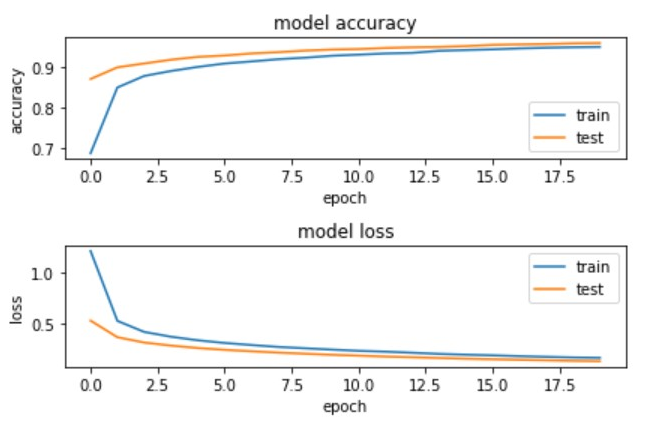 model accuracy
accuracy
0.9
0.8
0.7
train
test
0.0 2.5 5.0 7.5 10.0 12.5 15.0 17.5
epoch
model loss
loss
1.0
0.5
train
test
0.0 2.5 5.0 7.5 10.0 12.5 15.0 17.5
epoch